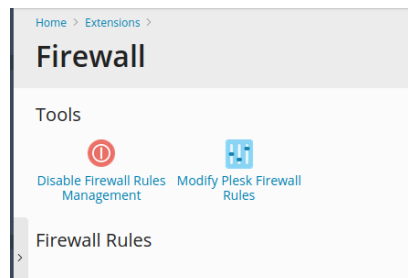 Home > Extensions >
Firewall
Tools
Disable Firewall Rules Modify Plesk Firewall
Management Rules
Firewall Rules